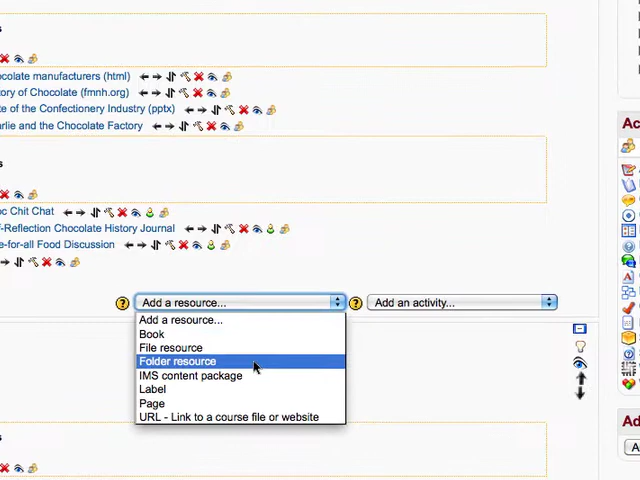 s
ocolate manufacturers (html)
ory of Chocolate (fmnh.org)
te of the Confectionery Industry (pptx)
arlie and the Chocolate Factory
s
oc Chit Chat
f-Reflection Chocolate History Journal
e-for-all Food Discussion
Add a resource...
Add an activity...
Add a resource...
Book
File resource
Folder resource
IMS content package
Label
Page
URL - Link to a course file or website
s
Ac
Ad
A